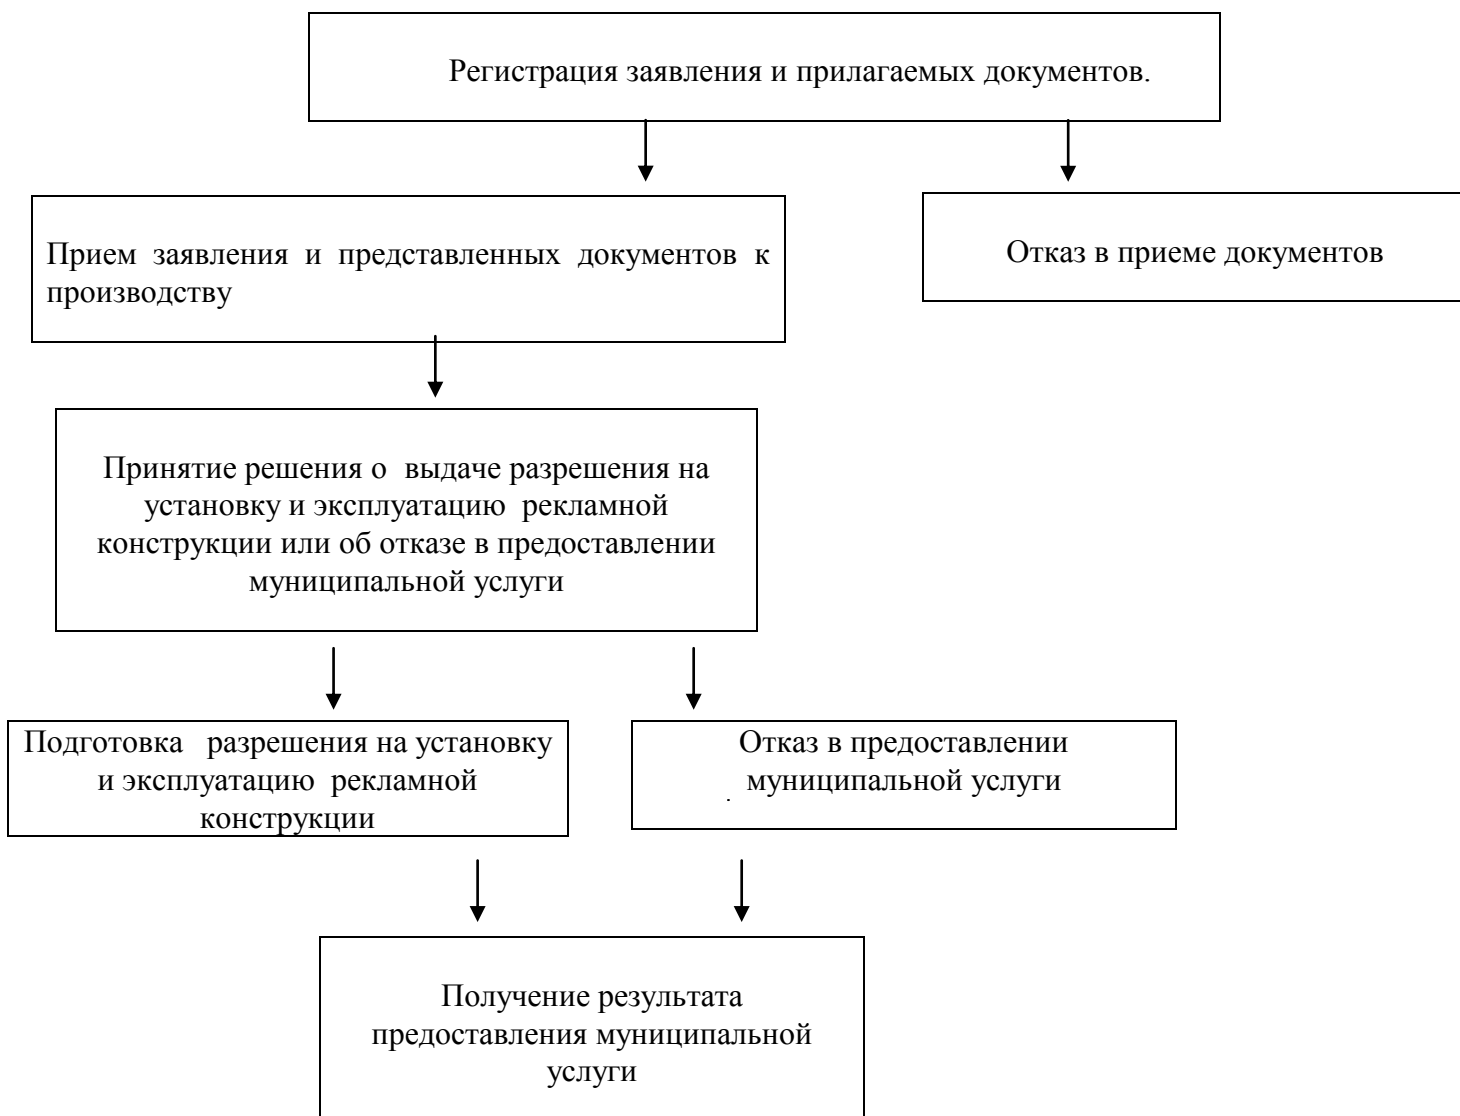 Регистрация заявления и прилагаемых документов.
Прием заявления и представленных документов к
производству
Отказ в приеме документов
Принятие решения о выдаче разрешения на
установку и эксплуатацию рекламной
конструкции или об отказе в предоставлении
муниципальной услуги
Подготовка разрешения на установку
и эксплуатацию рекламной
конструкции
Отказ в предоставлении
муниципальной услуги
.
Получение результата
предоставления муниципальной
услуги